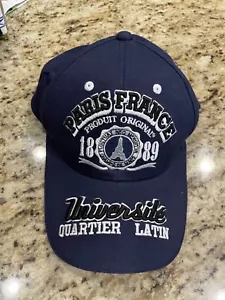 PARIS FRANCE
PRODUIT ORIGINAL
18 89
Universite
QUARTIER LATIN